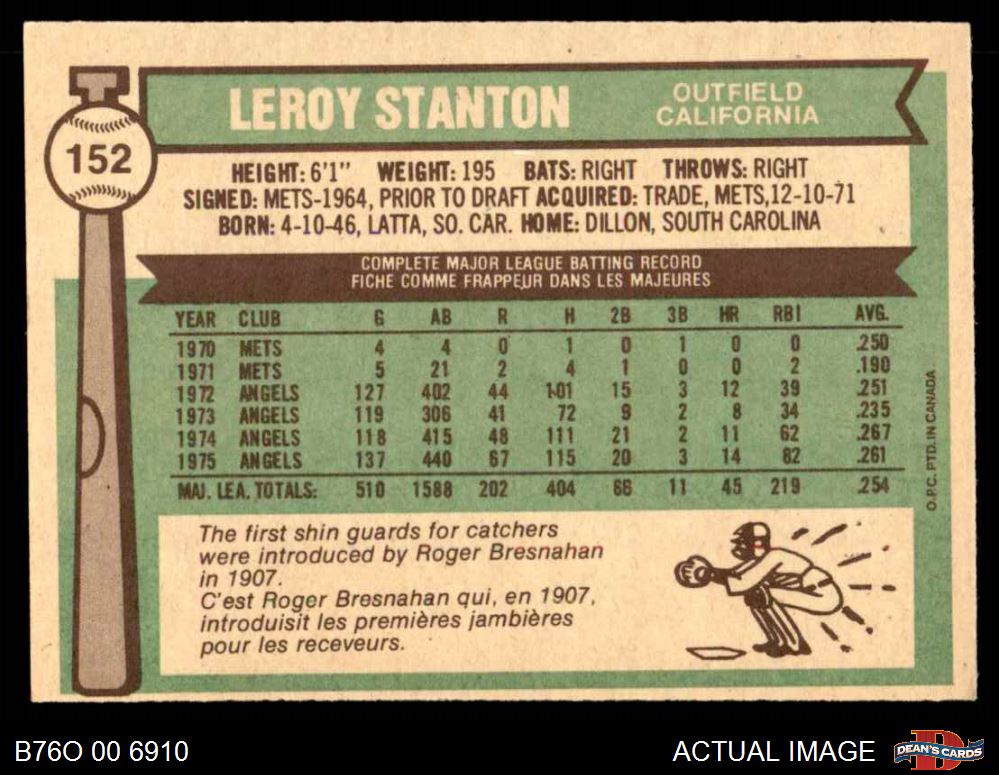 LEROY STANTON
OUTFIELD
CALIFORNIA
152
HEIGHT: 6'1" WEIGHT: 195 BATS: RIGHT THROWS: RIGHT
SIGNED: METS-1964, PRIOR TO DRAFT ACQUIRED: TRADE, METS,12-10-71
BORN: 4-10-46, LATTA, SO. CAR. HOME: DILLON, SOUTH CAROLINA
COMPLETE MAJOR LEAGUE BATTING RECORD
FICHE COMME FRAPPEUR DANS LES MAJEURES
YEAR CLUB G AB R H 2B 3B HR RBI AVG.
1970 METS 4 4 0 1 0 1 0 0 .250
1971 METS 5 21 2 4 1 0 0 2 .190
1972 ANGELS 127 402 44 101 15 3 12 39 .251
1973 ANGELS 119 306 41 72 9 2 8 34 .235
1974 ANGELS 118 415 48 111 21 2 11 62 .267
1975 ANGELS 137 440 67 115 20 3 14 82 .261
MAJ. LEA. TOTALS: 510 1588 202 404 66 11 45 219 .254
O.P.C. PTD. IN CANADA
The first shin guards for catchers
were introduced by Roger Bresnahan
in 1907.
C'est Roger Bresnahan qui, en 1907,
introduisit les premières jambières
pour les receveurs.
B76O 00 6910
ACTUAL IMAGE
DEAN'S CARDS